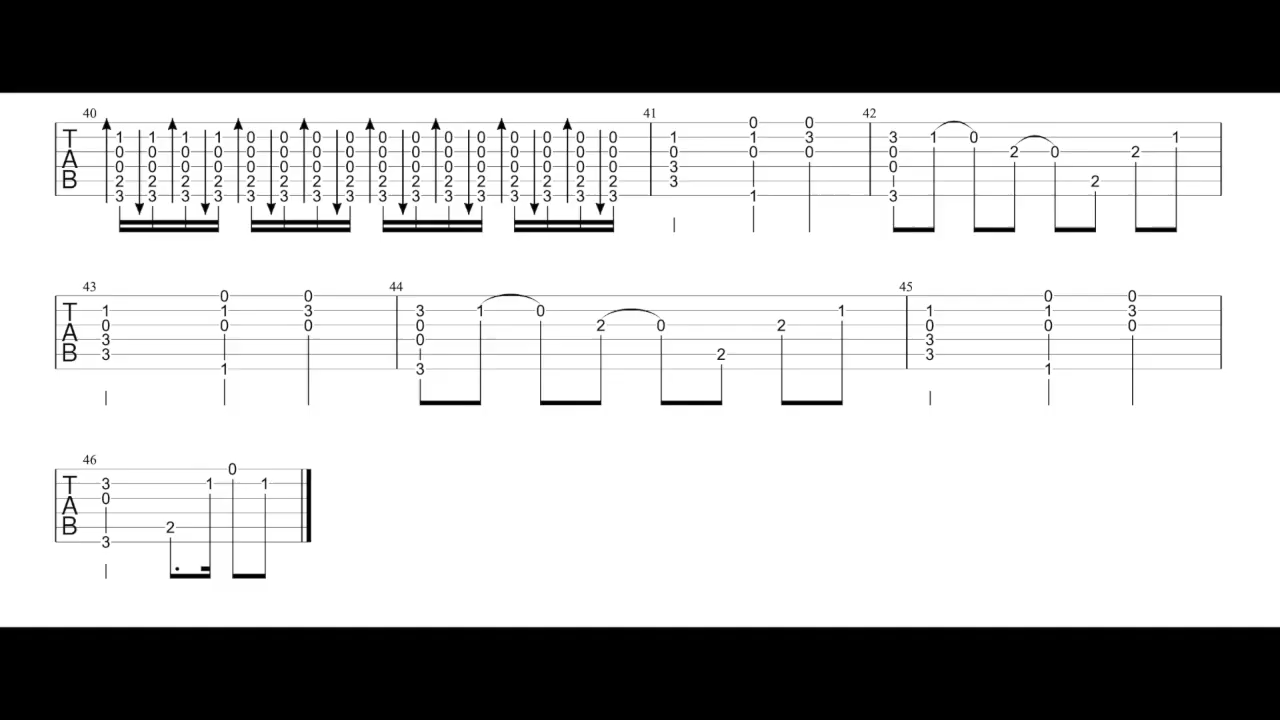 40 41 42
0 0
T 1 1 1 1 0 0 0 0 0 0 0 0 0 0 0 0 1 1 3 3 1 0 1
0 0 0 0 0 0 0 0 0 0 0 0 0 0 0 0 0 0 0 0 2 0 2
A 0 0 0 0 0 0 0 0 0 0 0 0 0 0 0 0 3 0
B 2 2 2 2 2 2 2 2 2 2 2 2 2 2 2 2 3 2
3 3 3 3 3 3 3 3 3 3 3 3 3 3 3 3 1 3
43 44 45
0 0 0 0
T 1 1 3 3 1 0 1 1 1 3
0 0 0 0 2 0 2 0 0 0
A 3 0 3
B 3 2 3
1 3 1
46
0
T 3 1 1
0
A
B 2
3